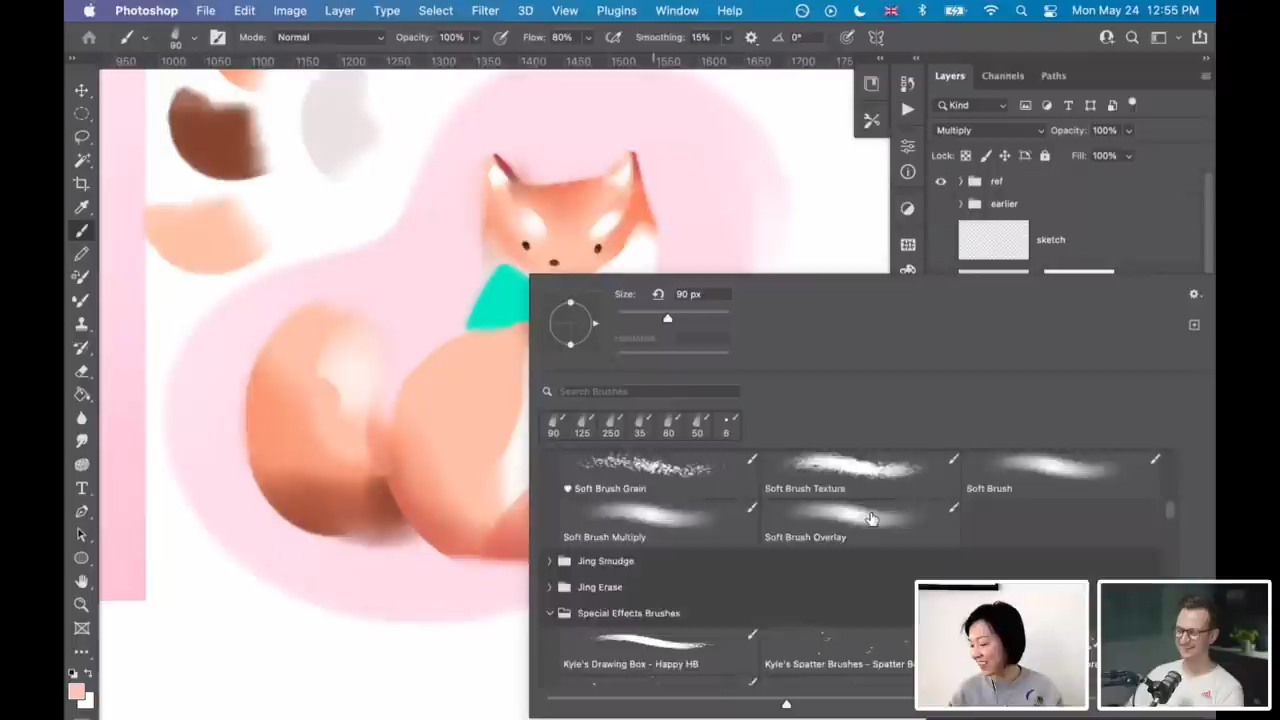 Photoshop File Edit Image Layer Type Select Filter 3D View Plugins Window Help Mon May 24 12:55 PM
90 Mode: Normal Opacity: 100% Flow: 80% Smoothing: 15% 0°
950 1000 1050 1100 1150 1200 1250 1300 1350 1400 1450 1500 1550 1600 1650 1700
Layers Channels Paths
Kind
Multiply Opacity: 100%
Lock: Fill: 100%
ref
earlier
sketch
Size: 90 px
Hardness:
Search Brushes
90 125 250 35 60 50 6
Soft Brush Grain Soft Brush Texture Soft Brush
Soft Brush Multiply Soft Brush Overlay
Jing Smudge
Jing Erase
Special Effects Brushes
Kyle's Drawing Box - Happy HB Kyle's Spatter Brushes - Spatter